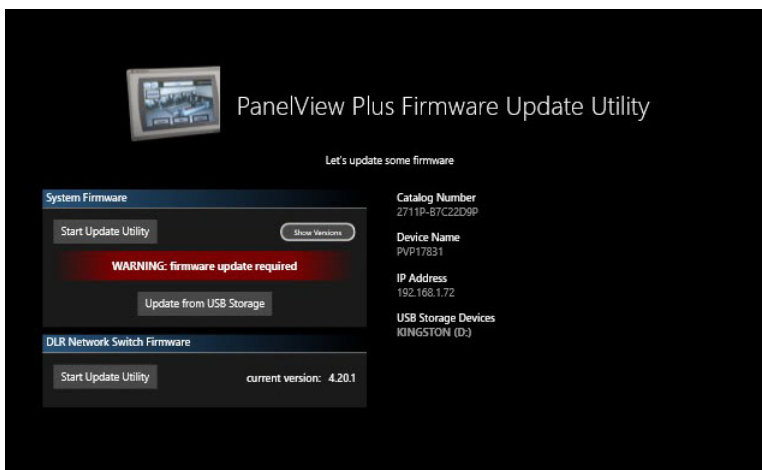 PanelView Plus Firmware Update Utility
Let's update some firmware
System Firmware
Start Update Utility
Show Versions
WARNING: firmware update required
Update from USB Storage
DLR Network Switch Firmware
Start Update Utility
current version: 4.20.1
Catalog Number
2711P-B7C22D9P
Device Name
PVP17831
IP Address
192.168.1.72
USB Storage Devices
KINGSTON (D:)